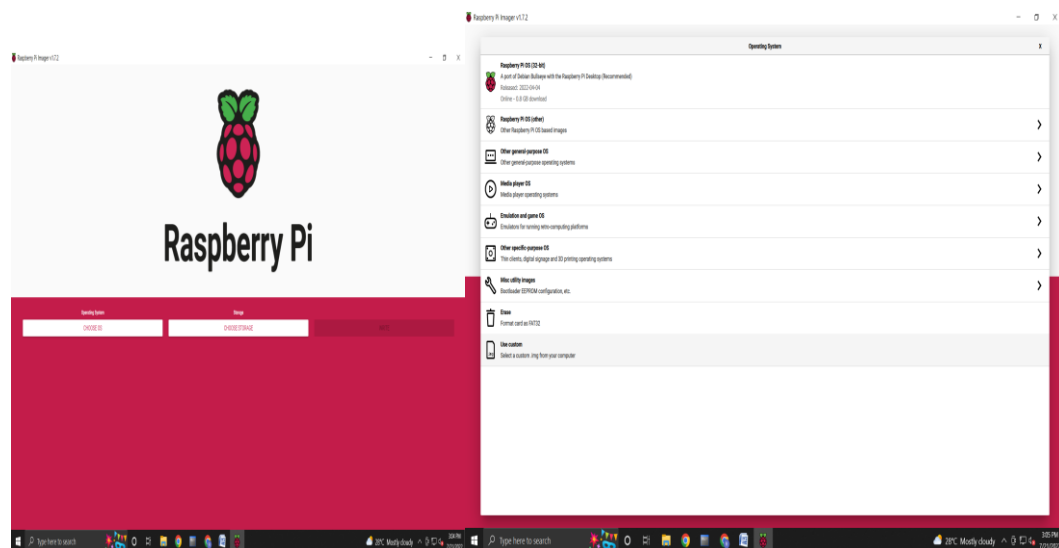 Raspberry Pi Imager v1.7.2
Raspberry Pi
Operating System
Storage
CHOOSE OS
CHOOSE STORAGE
WRITE
Type here to search
28°C Mostly cloudy
3:04 PM
Raspberry Pi Imager v1.7.2
Operating System
X
Raspberry Pi OS (32-bit)
A port of Debian Bullseye with the Raspberry Pi Desktop (Recommended)
Released: 2022-04-04
Online - 0.8 GB download
Raspberry Pi OS (other)
Other Raspberry Pi OS based images
Other general-purpose OS
Other general-purpose operating systems
Media player OS
Media player operating systems
Emulation and game OS
Emulators for running retro-computing platforms
Other specific-purpose OS
Thin clients, digital signage and 3D printing operating systems
Misc utility images
Bootloader EEPROM configuration, etc.
Erase
Format card as FAT32
Use custom
Select a custom .img from your computer
Type here to search
28°C Mostly cloudy
3:05 PM